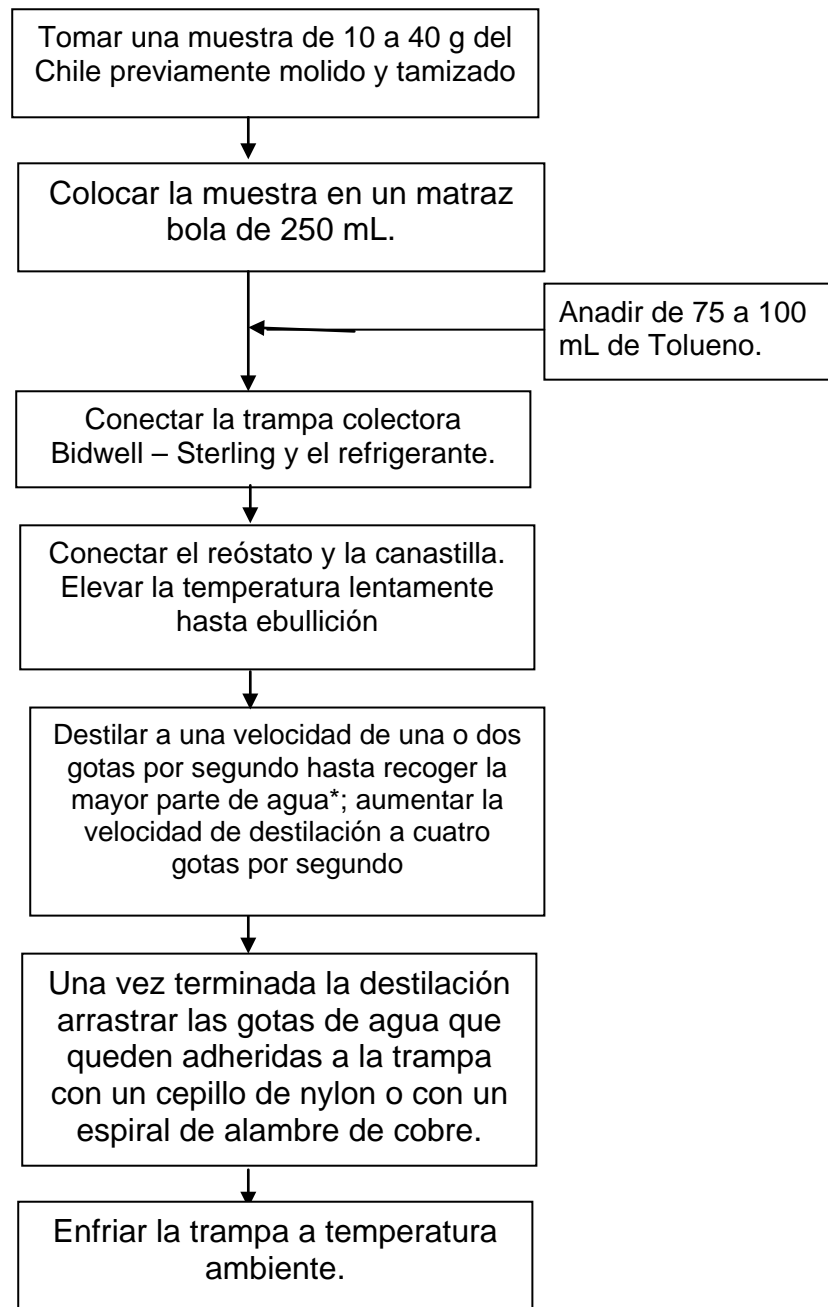 Tomar una muestra de 10 a 40 g del
Chile previamente molido y tamizado
Colocar la muestra en un matraz
bola de 250 mL.
Anadir de 75 a 100
mL de Tolueno.
Conectar la trampa colectora
Bidwell – Sterling y el refrigerante.
Conectar el reóstato y la canastilla.
Elevar la temperatura lentamente
hasta ebullición
Destilar a una velocidad de una o dos
gotas por segundo hasta recoger la
mayor parte de agua*; aumentar la
velocidad de destilación a cuatro
gotas por segundo
Una vez terminada la destilación
arrastrar las gotas de agua que
queden adheridas a la trampa
con un cepillo de nylon o con un
espiral de alambre de cobre.
Enfriar la trampa a temperatura
ambiente.